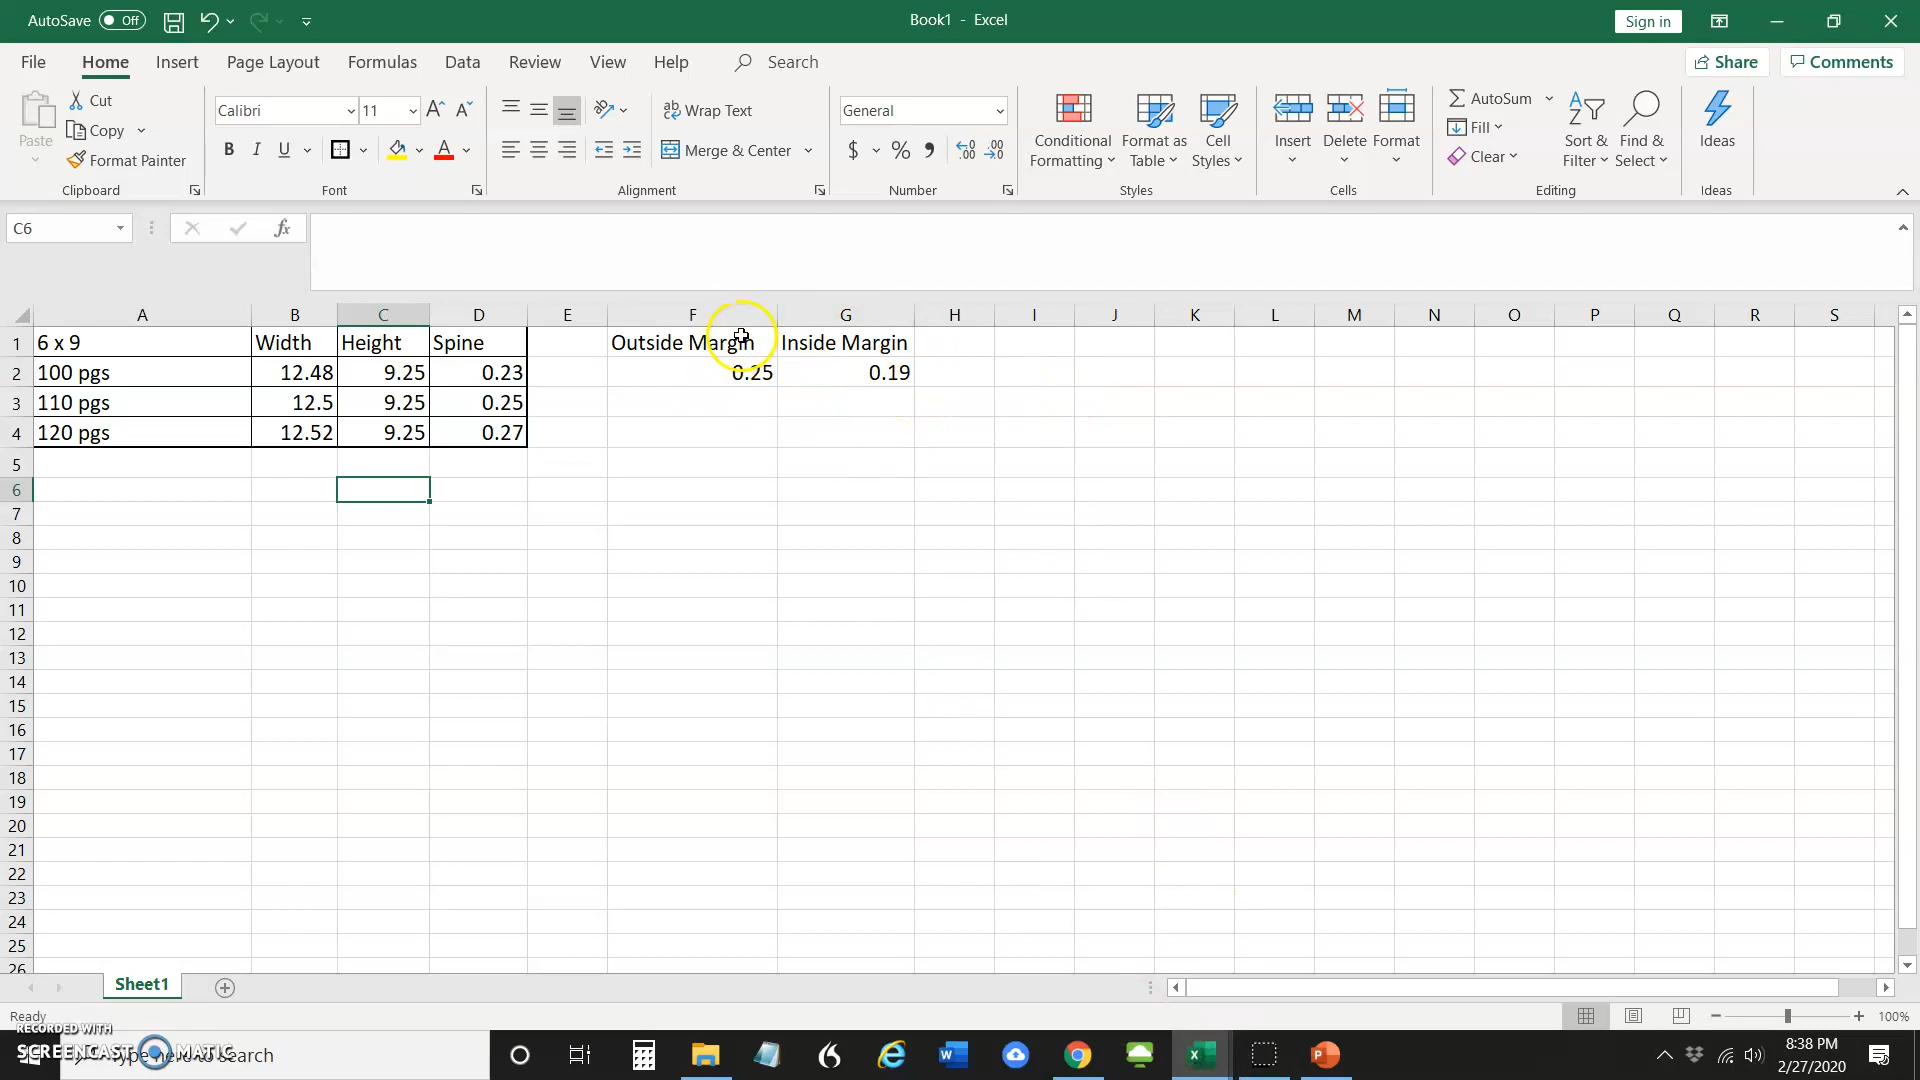 AutoSave Off Book1 - Excel Sign in
File Home Insert Page Layout Formulas Data Review View Help Search Share Comments
Paste Cut Copy Format Painter Clipboard
Calibri 11 A A B I U A Font
Wrap Text Merge & Center Alignment
General $ % 9 Number
Conditional Formatting Format as Table Cell Styles Styles
Insert Delete Format Cells
AutoSum Fill Clear Sort & Filter Find & Select Editing
Ideas Ideas
C6 fx
A B C D E F G H I J K L M N O P Q R S
1 6 x 9 Width Height Spine Outside Margin Inside Margin
2 100 pgs 12.48 9.25 0.23 0.25 0.19
3 110 pgs 12.5 9.25 0.25
4 120 pgs 12.52 9.25 0.27
5
6
7
8
9
10
11
12
13
14
15
16
17
18
19
20
21
22
23
24
25
26
Sheet1
Ready 100%
RECORDED WITH
SCREENCAST MATIC
Type here to search
8:38 PM
2/27/2020